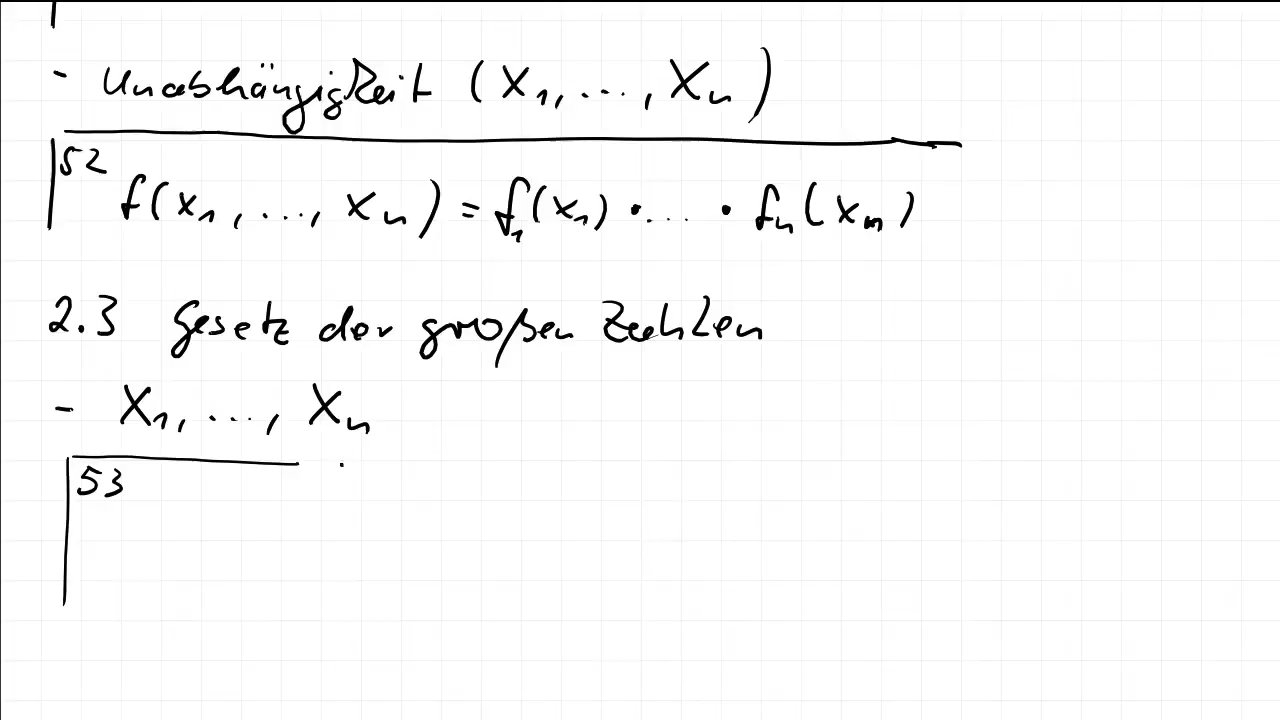 - Unabhängigkeit (X₁, ..., Xₙ)
52
f(x₁, ..., xₙ) = f₁(x₁) · ... · fₙ(xₙ)
2.3 Gesetz der großen Zahlen
- X₁, ..., Xₙ
53